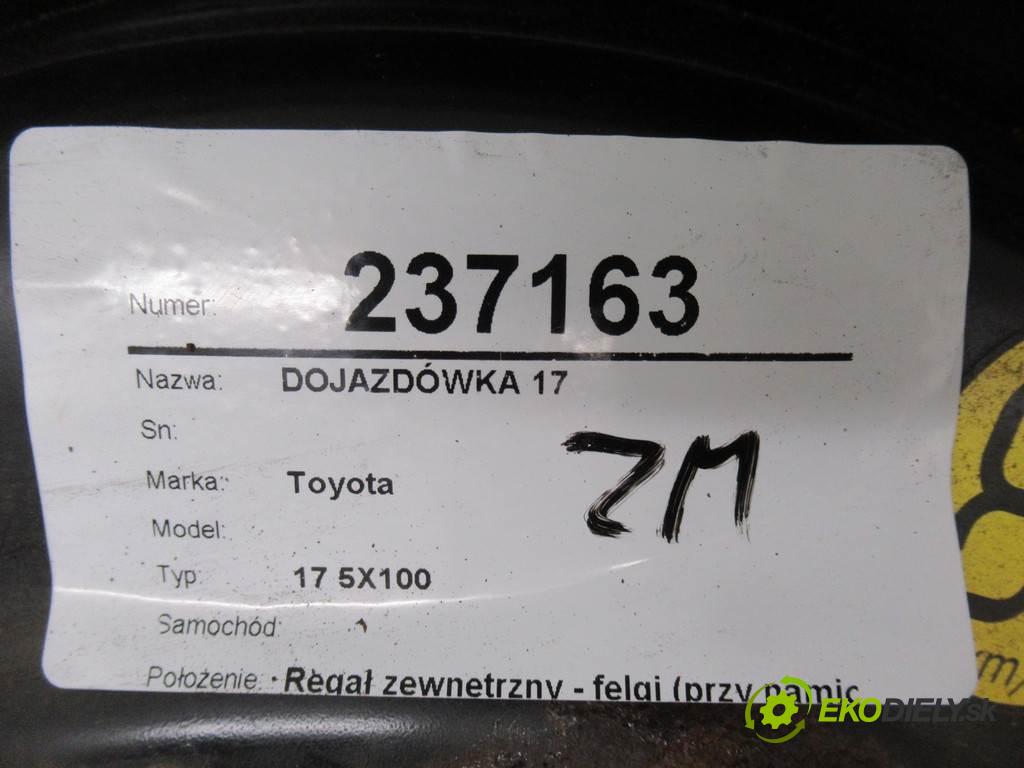 Numer: 237163
Nazwa: DOJAZDÓWKA 17
Sn:
ZM
Marka: Toyota
Model:
Typ: 17 5X100
Samochód:
Położenie: Regał zewnetrzny - felgi (przy
8
EKODIELY.sk